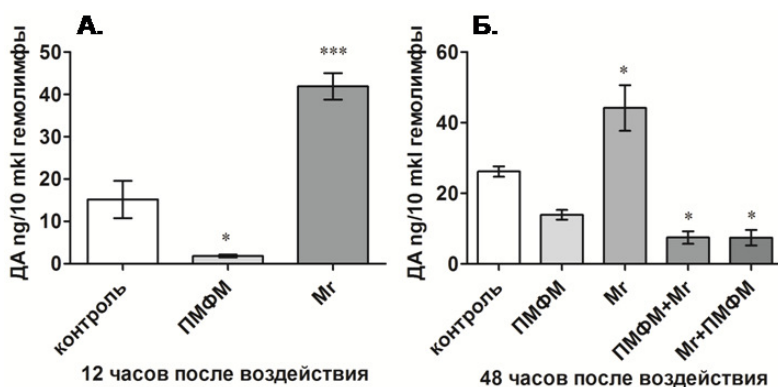 А.
ДА ng/10 mkl гемолимфы
50
40
30
20
10
0
***
*
контроль
ПМФМ
Mr
12 часов после воздействия
Б.
ДА ng/10 mkl гемолимфы
60
40
20
0
*
*
*
контроль
ПМФМ
Mr
ПМФМ+Mr
Mr+ПМФМ
48 часов после воздействия